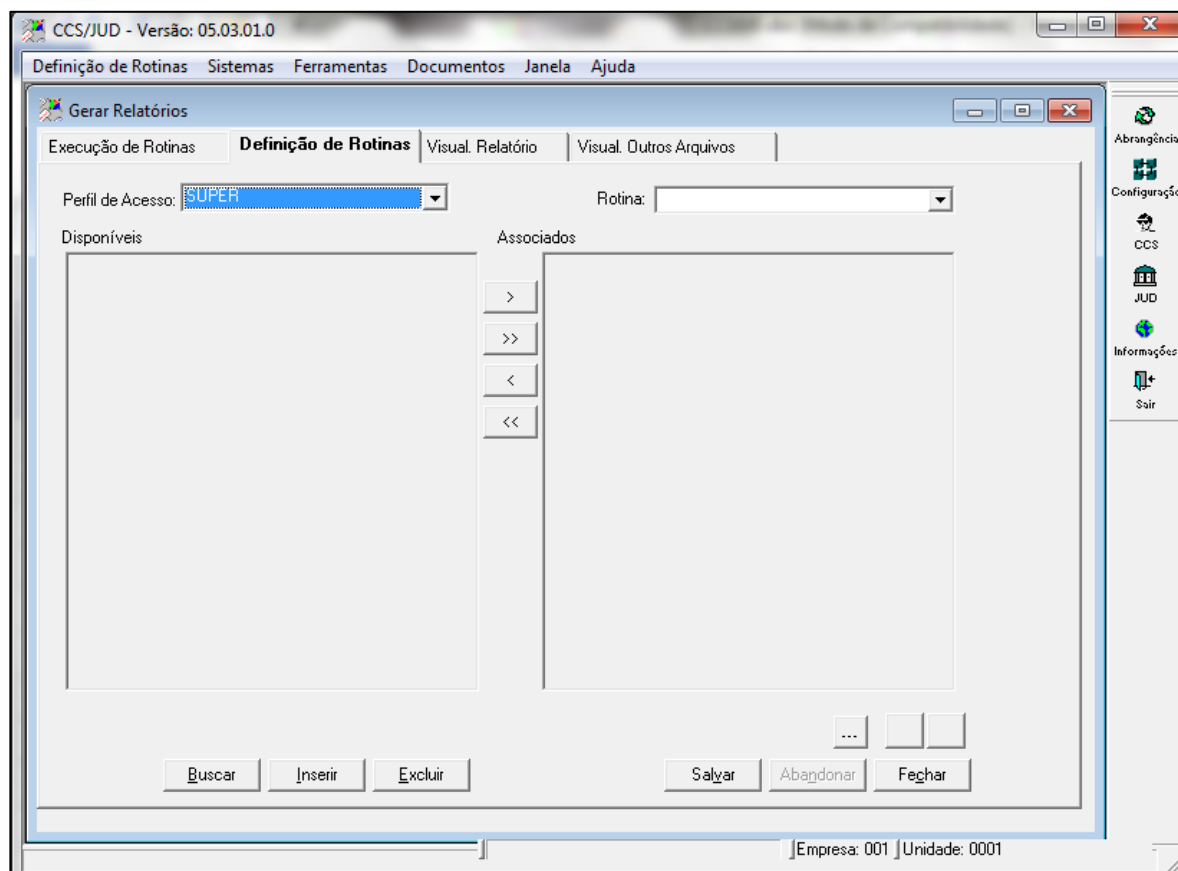 CCS/JUD - Versão: 05.03.01.0
Definição de Rotinas Sistemas Ferramentas Documentos Janela Ajuda
Gerar Relatórios
Execução de Rotinas Definição de Rotinas Visual. Relatório Visual. Outros Arquivos
Perfil de Acesso: SUPER Rotina:
Disponíveis Associados
>
>>
<
<<
...
Buscar Inserir Excluir Salvar Abandonar Fechar
Empresa: 001 Unidade: 0001
Abrangência
Configuraçã
CCS
JUD
Informações
Sair